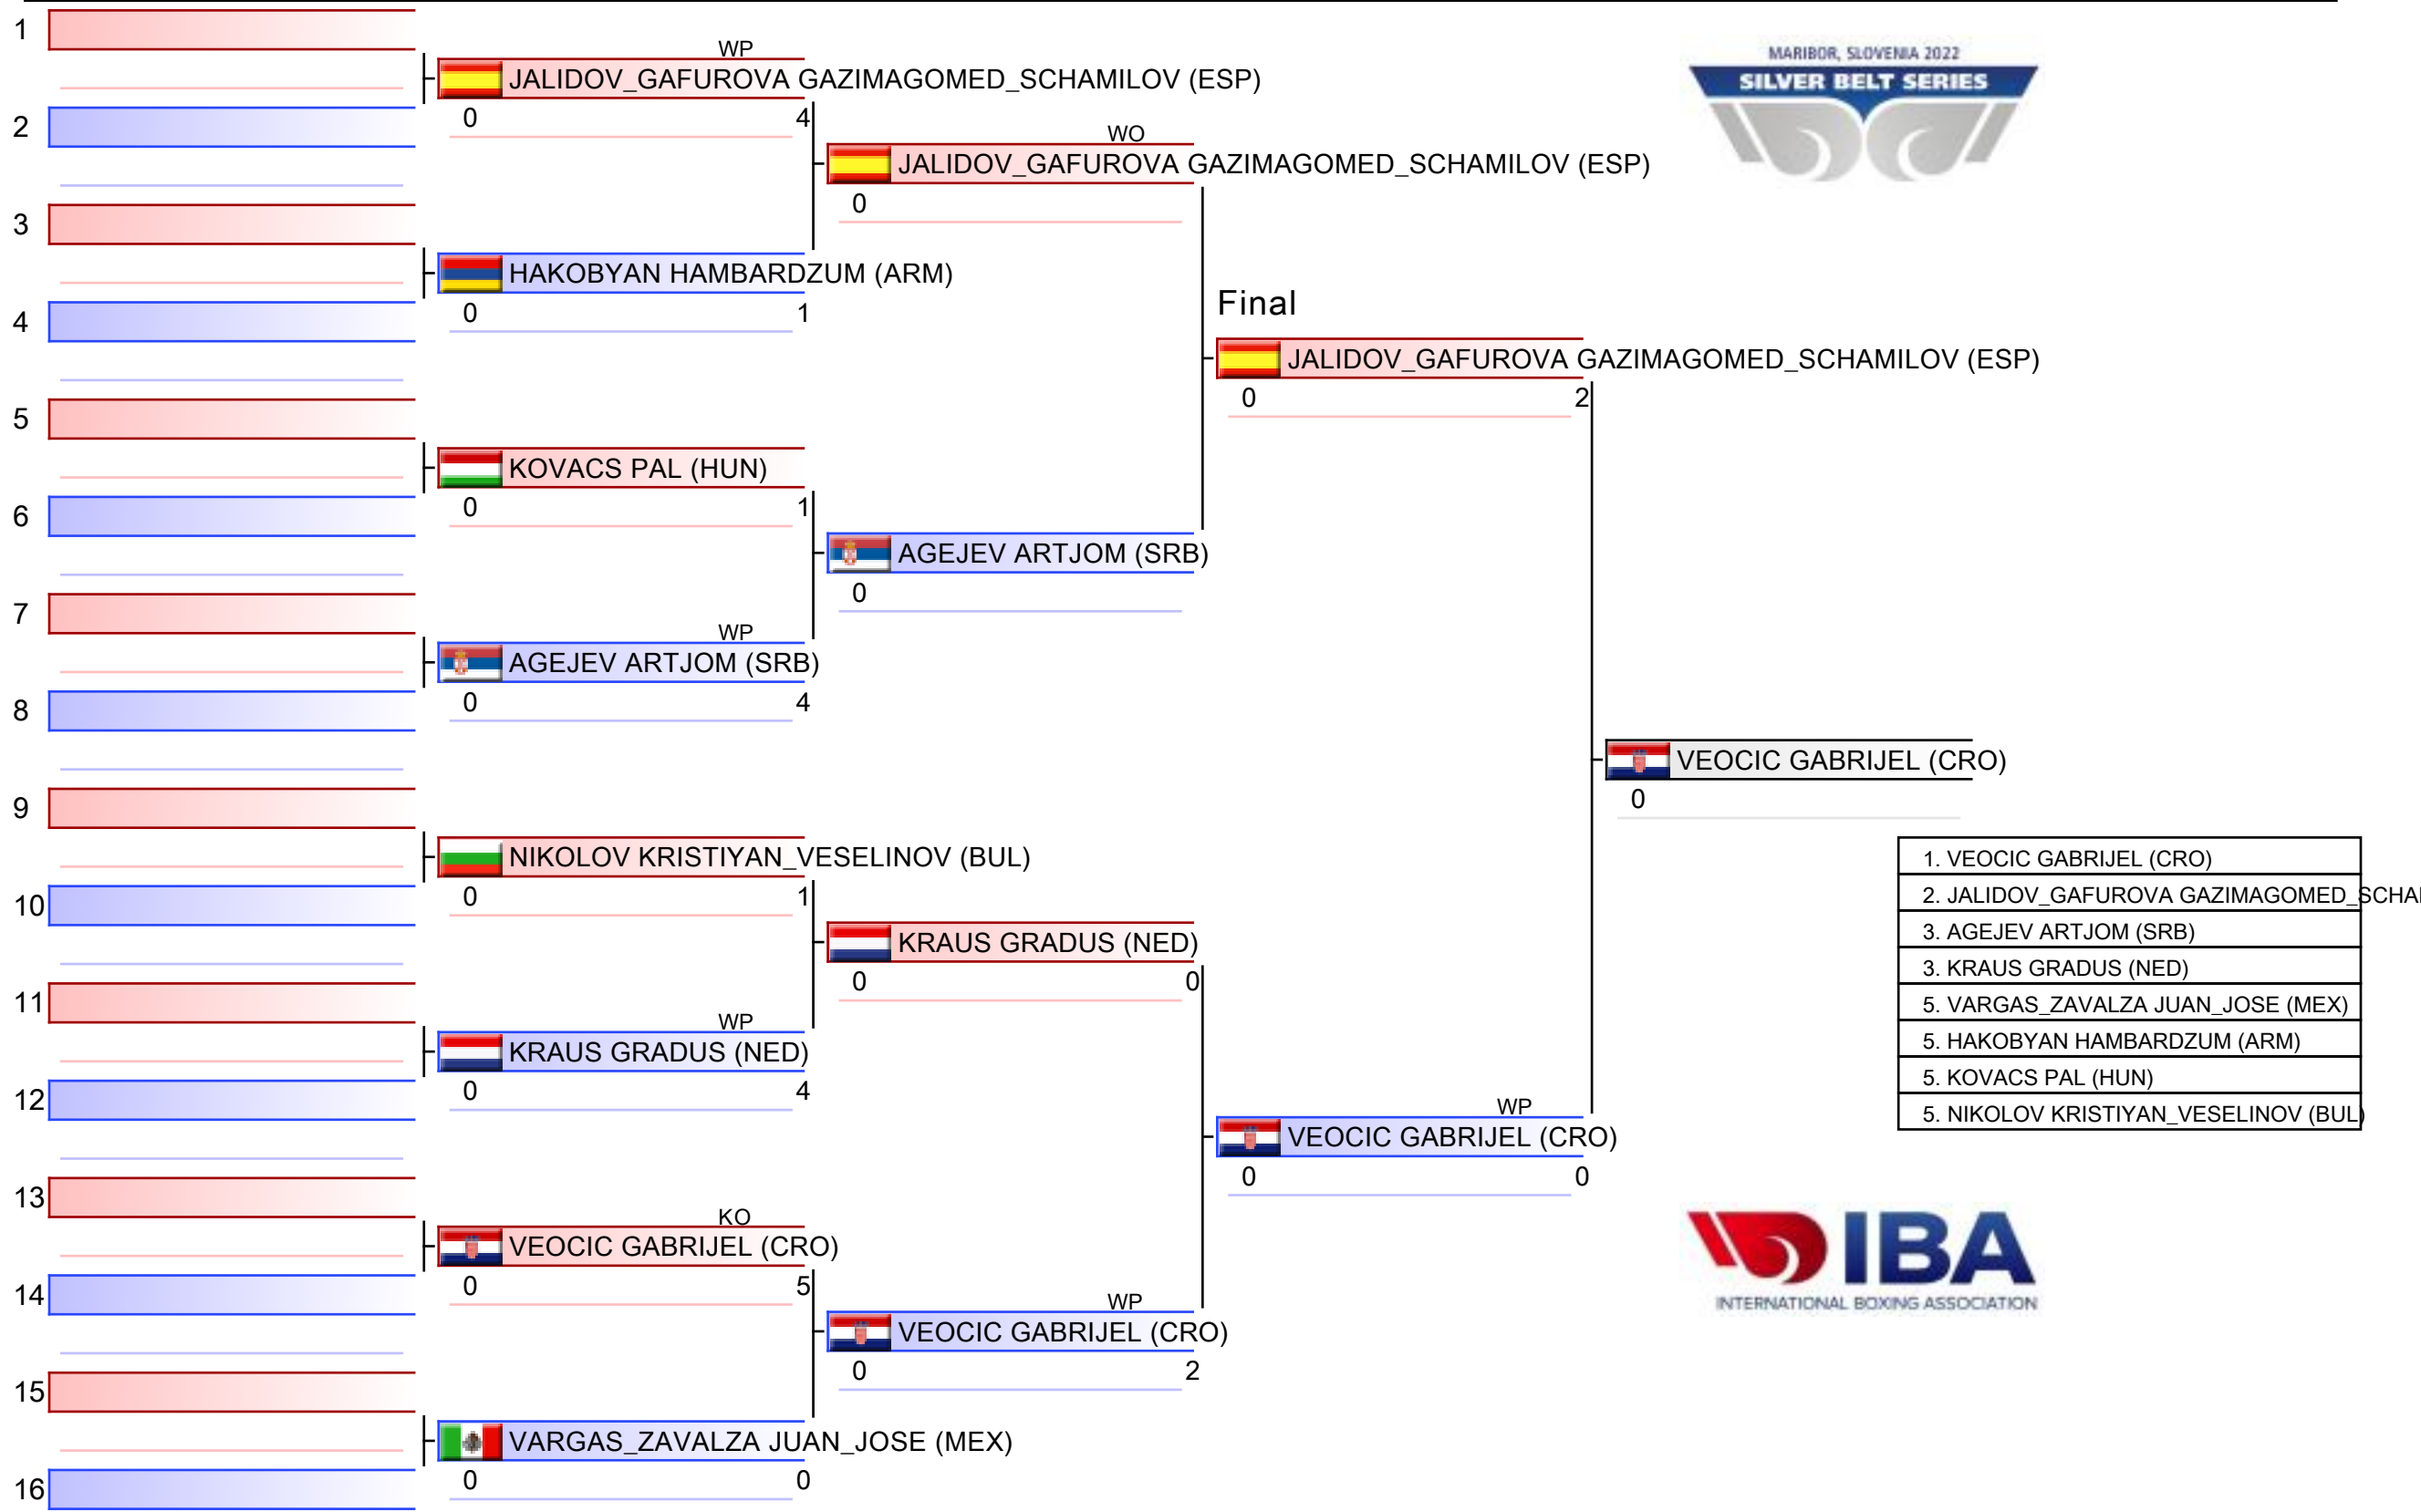 1
WP
JALIDOV_GAFUROVA GAZIMAGOMED_SCHAMILOV (ESP)
0 4
2
WO
JALIDOV_GAFUROVA GAZIMAGOMED_SCHAMILOV (ESP)
0
3
HAKOBYAN HAMBARDZUM (ARM)
0 1
4
Final
JALIDOV_GAFUROVA GAZIMAGOMED_SCHAMILOV (ESP)
0 2
5
KOVACS PAL (HUN)
0 1
6
AGEJEV ARTJOM (SRB)
0
7
WP
AGEJEV ARTJOM (SRB)
0 4
8
VEOCIC GABRIJEL (CRO)
0
9
NIKOLOV KRISTIYAN_VESELINOV (BUL)
0 1
10
KRAUS GRADUS (NED)
0 0
11
WP
KRAUS GRADUS (NED)
0 4
12
WP
VEOCIC GABRIJEL (CRO)
0 0
13
KO
VEOCIC GABRIJEL (CRO)
0 5
14
WP
VEOCIC GABRIJEL (CRO)
0 2
15
VARGAS_ZAVALZA JUAN_JOSE (MEX)
0 0
16
MARIBOR, SLOVENIA 2022
SILVER BELT SERIES
1. VEOCIC GABRIJEL (CRO)
2. JALIDOV_GAFUROVA GAZIMAGOMED_SCHA
3. AGEJEV ARTJOM (SRB)
3. KRAUS GRADUS (NED)
5. VARGAS_ZAVALZA JUAN_JOSE (MEX)
5. HAKOBYAN HAMBARDZUM (ARM)
5. KOVACS PAL (HUN)
5. NIKOLOV KRISTIYAN_VESELINOV (BUL)
IBA
INTERNATIONAL BOXING ASSOCIATION